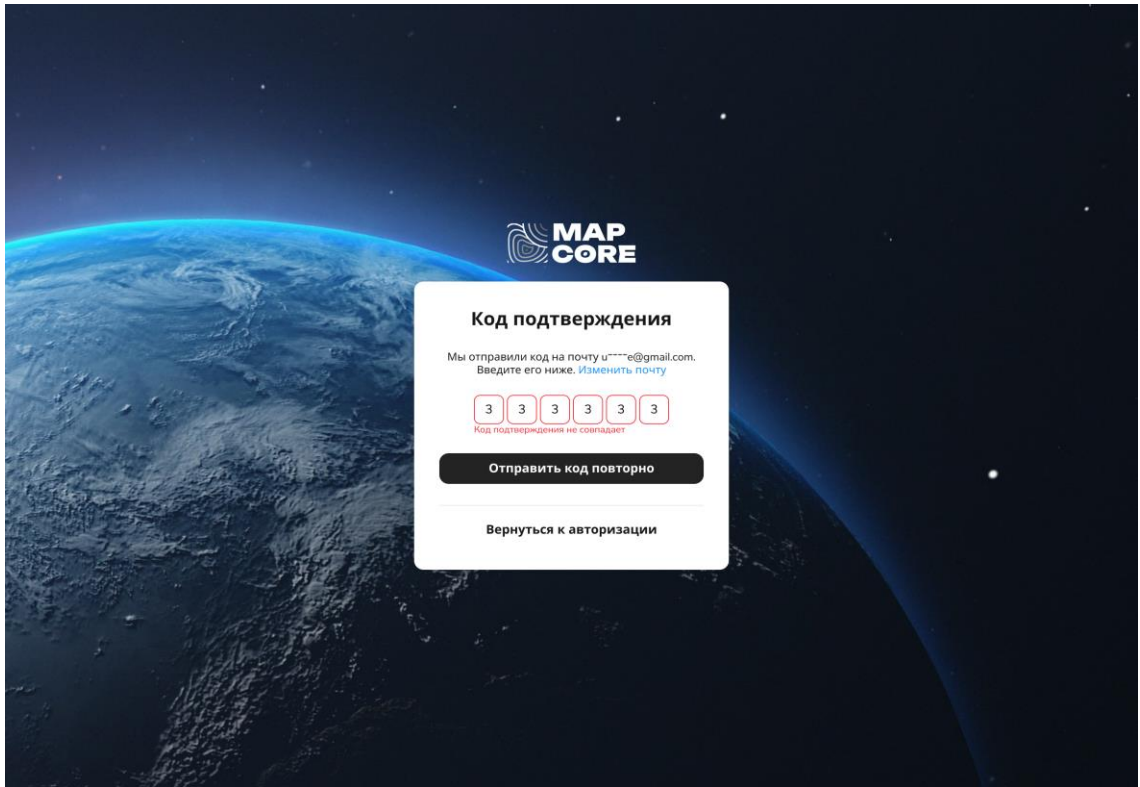 MAP
CORE
Код подтверждения
Мы отправили код на почту u----e@gmail.com.
Введите его ниже. Изменить почту
3 3 3 3 3 3
Код подтверждения не совпадает
Отправить код повторно
Вернуться к авторизации